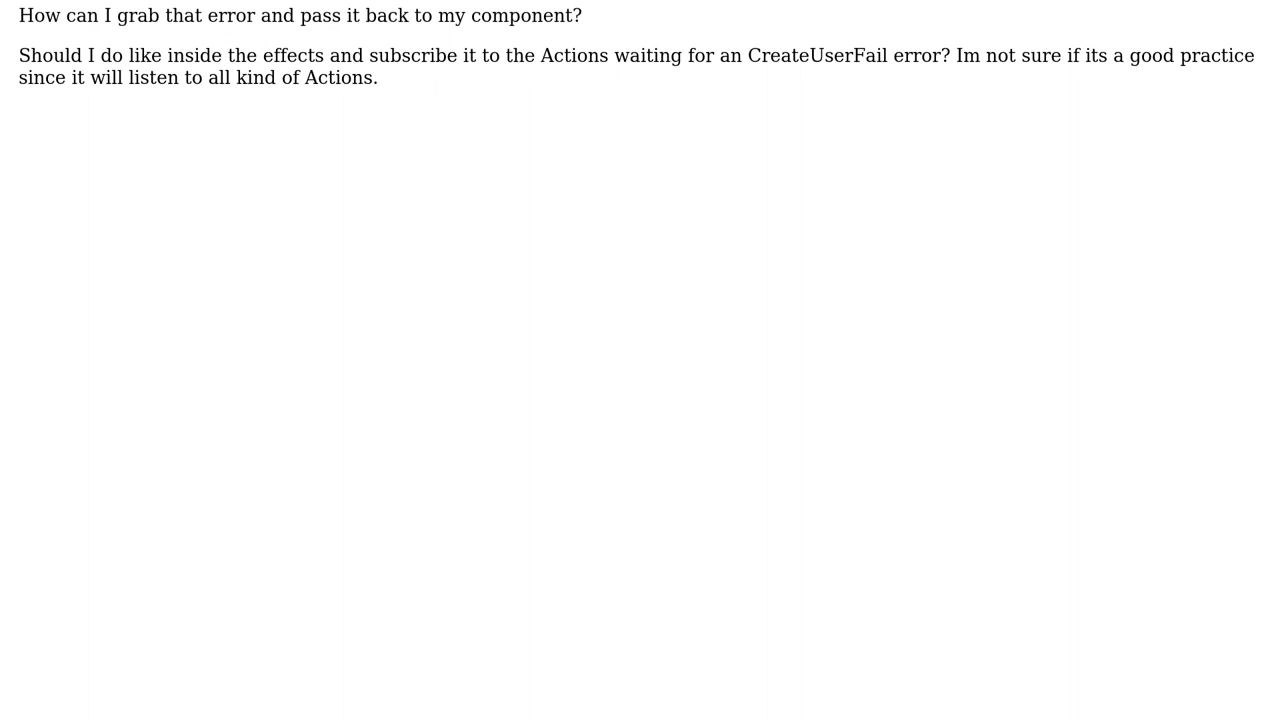 How can I grab that error and pass it back to my component?
Should I do like inside the effects and subscribe it to the Actions waiting for an CreateUserFail error? Im not sure if its a good practice
since it will listen to all kind of Actions.